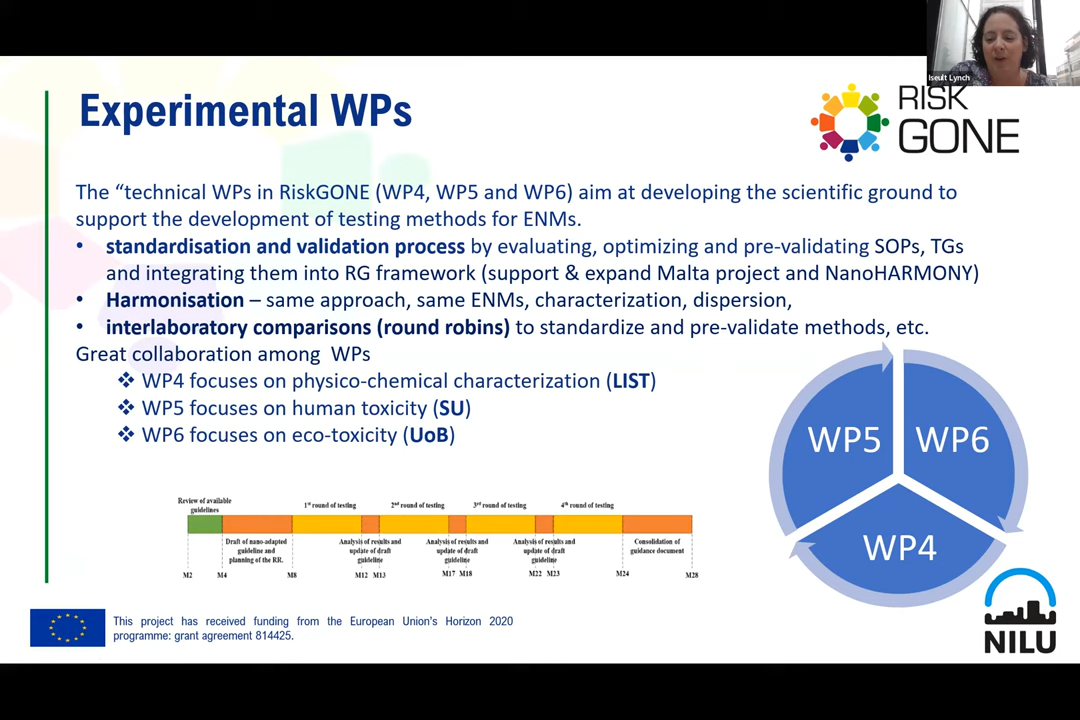 Iseult Lynch
RISK
GONE
Experimental WPs
The “technical WPs in RiskGONE (WP4, WP5 and WP6) aim at developing the scientific ground to
support the development of testing methods for ENMs.
• standardisation and validation process by evaluating, optimizing and pre-validating SOPs, TGs
and integrating them into RG framework (support & expand Malta project and NanoHARMONY)
• Harmonisation – same approach, same ENMs, characterization, dispersion,
• interlaboratory comparisons (round robins) to standardize and pre-validate methods, etc.
Great collaboration among WPs
❖ WP4 focuses on physico-chemical characterization (LIST)
❖ WP5 focuses on human toxicity (SU)
❖ WP6 focuses on eco-toxicity (UoB)
WP5
WP6
WP4
Review of available
guidelines
1st round of testing
2nd round of testing
3rd round of testing
4th round of testing
Draft of nano-adapted
guideline and
planning of the RR.
Analysis of results and
update of draft
guideline
Analysis of results and
update of draft
guideline
Analysis of results and
update of draft
guideline
Consolidation of
guidance document
M2
M4
M8
M12
M13
M17
M18
M22
M23
M24
M28
This project has received funding from the European Union's Horizon 2020
programme: grant agreement 814425.
NILU